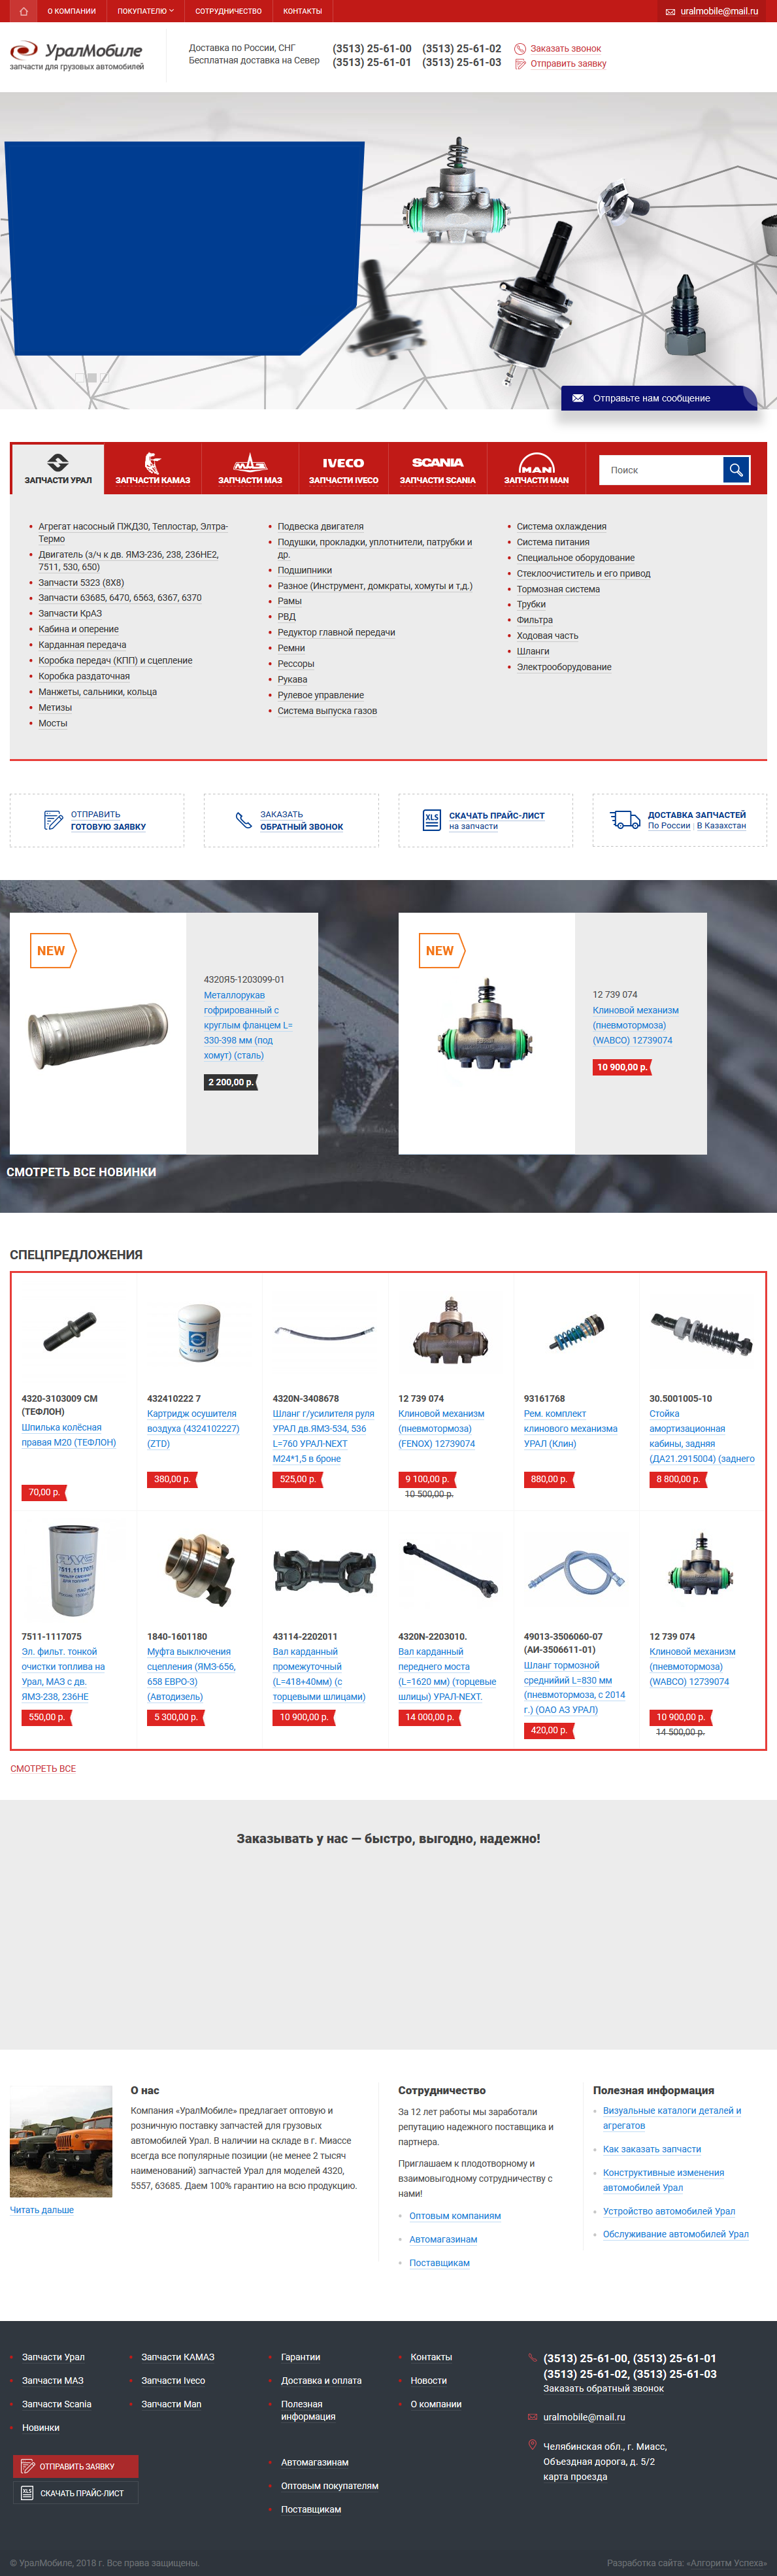 О КОМПАНИИ
ПОКУПАТЕЛЮ
СОТРУДНИЧЕСТВО
КОНТАКТЫ
uralmobile@mail.ru
УралМобиле
запчасти для грузовых автомобилей
Доставка по России, СНГ
Бесплатная доставка на Север
(3513) 25-61-00
(3513) 25-61-01
(3513) 25-61-02
(3513) 25-61-03
Заказать звонок
Отправить заявку
Отправьте нам сообщение
ЗАПЧАСТИ УРАЛ
ЗАПЧАСТИ КАМАЗ
МАЗ
ЗАПЧАСТИ МАЗ
IVECO
ЗАПЧАСТИ IVECO
SCANIA
ЗАПЧАСТИ SCANIA
MAN
ЗАПЧАСТИ MAN
Поиск
Агрегат насосный ПЖД30, Теплостар, Элтра-
Термо
Двигатель (з/ч к дв. ЯМЗ-236, 238, 236НЕ2,
7511, 530, 650)
Запчасти 5323 (8Х8)
Запчасти 63685, 6470, 6563, 6367, 6370
Запчасти КрАЗ
Кабина и оперение
Карданная передача
Коробка передач (КПП) и сцепление
Коробка раздаточная
Манжеты, сальники, кольца
Метизы
Мосты
Подвеска двигателя
Подушки, прокладки, уплотнители, патрубки и
др.
Подшипники
Разное (Инструмент, домкраты, хомуты и т,д.)
Рамы
РВД
Редуктор главной передачи
Ремни
Рессоры
Рукава
Рулевое управление
Система выпуска газов
Система охлаждения
Система питания
Специальное оборудование
Стеклоочиститель и его привод
Тормозная система
Трубки
Фильтра
Ходовая часть
Шланги
Электрооборудование
ОТПРАВИТЬ
ГОТОВУЮ ЗАЯВКУ
ЗАКАЗАТЬ
ОБРАТНЫЙ ЗВОНОК
XLS
СКАЧАТЬ ПРАЙС-ЛИСТ
на запчасти
ДОСТАВКА ЗАПЧАСТЕЙ
По России | В Казахстан
NEW
4320Я5-1203099-01
Металлорукав
гофрированный с
круглым фланцем L=
330-398 мм (под
хомут) (сталь)
2 200,00 р.
NEW
12 739 074
Клиновой механизм
(пневмотормоза)
(WABCO) 12739074
10 900,00 р.
СМОТРЕТЬ ВСЕ НОВИНКИ
СПЕЦПРЕДЛОЖЕНИЯ
4320-3103009 СМ
(ТЕФЛОН)
Шпилька колёсная
правая М20 (ТЕФЛОН)
70,00 р.
432410222 7
Картридж осушителя
воздуха (4324102227)
(ZTD)
380,00 р.
4320N-3408678
Шланг г/усилителя руля
УРАЛ дв.ЯМЗ-534, 536
L=760 УРАЛ-NEXT
М24*1,5 в броне
525,00 р.
12 739 074
Клиновой механизм
(пневмотормоза)
(FENOX) 12739074
9 100,00 р.
10 500,00 р.
93161768
Рем. комплект
клинового механизма
УРАЛ (Клин)
880,00 р.
30.5001005-10
Стойка
амортизационная
кабины, задняя
(ДА21.2915004) (заднего
8 800,00 р.
7511-1117075
Эл. фильт. тонкой
очистки топлива на
Урал, МАЗ с дв.
ЯМЗ-238, 236НЕ
550,00 р.
1840-1601180
Муфта выключения
сцепления (ЯМЗ-656,
658 ЕВРО-3)
(Автодизель)
5 300,00 р.
43114-2202011
Вал карданный
промежуточный
(L=418+40мм) (с
торцевыми шлицами)
10 900,00 р.
4320N-2203010.
Вал карданный
переднего моста
(L=1620 мм) (торцевые
шлицы) УРАЛ-NEXT.
14 000,00 р.
49013-3506060-07
(АИ-3506611-01)
Шланг тормозной
среднийий L=830 мм
(пневмотормоза, с 2014
г.) (ОАО АЗ УРАЛ)
420,00 р.
12 739 074
Клиновой механизм
(пневмотормоза)
(WABCO) 12739074
10 900,00 р.
14 500,00 р.
СМОТРЕТЬ ВСЕ
Заказывать у нас — быстро, выгодно, надежно!
О нас
Компания «УралМобиле» предлагает оптовую и
розничную поставку запчастей для грузовых
автомобилей Урал. В наличии на складе в г. Миассе
всегда все популярные позиции (не менее 2 тысяч
наименований) запчастей Урал для моделей 4320,
5557, 63685. Даем 100% гарантию на всю продукцию.
Читать дальше
Сотрудничество
За 12 лет работы мы заработали
репутацию надежного поставщика и
партнера.
Приглашаем к плодотворному и
взаимовыгодному сотрудничеству с
нами!
Оптовым компаниям
Автомагазинам
Поставщикам
Полезная информация
Визуальные каталоги деталей и
агрегатов
Как заказать запчасти
Конструктивные изменения
автомобилей Урал
Устройство автомобилей Урал
Обслуживание автомобилей Урал
Запчасти Урал
Запчасти МАЗ
Запчасти Scania
Новинки
Запчасти КАМАЗ
Запчасти Iveco
Запчасти Man
Гарантии
Доставка и оплата
Полезная
информация
Автомагазинам
Оптовым покупателям
Поставщикам
Контакты
Новости
О компании
(3513) 25-61-00, (3513) 25-61-01
(3513) 25-61-02, (3513) 25-61-03
Заказать обратный звонок
uralmobile@mail.ru
Челябинская обл., г. Миасс,
Объездная дорога, д. 2/5
карта проезда
ОТПРАВИТЬ ЗАЯВКУ
XLS
СКАЧАТЬ ПРАЙС-ЛИСТ
© УралМобиле, 2018 г. Все права защищены.
Разработка сайта: «Алгоритм Успеха»